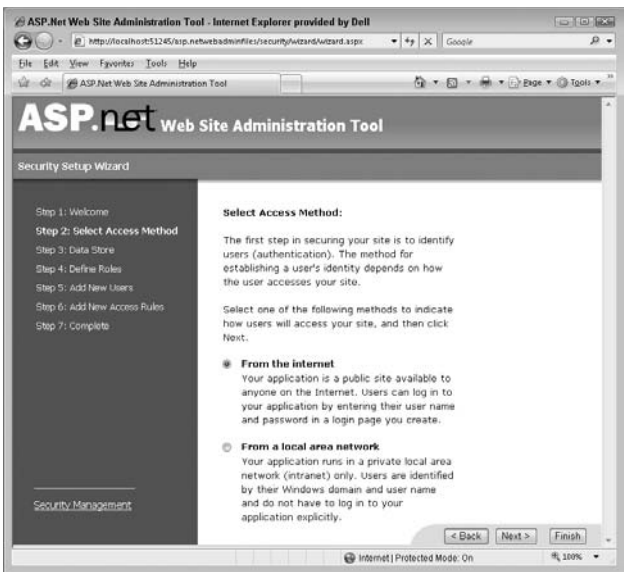 ASP.Net Web Site Administration Tool - Internet Explorer provided by Dell
http://localhost:51245/asp.netwebadminfiles/security/wizard/wizard.aspx
Google
File Edit View Favorites Tools Help
ASP.Net Web Site Administration Tool
Page Tools
ASP.net Web Site Administration Tool
Security Setup Wizard
Step 1: Welcome
Step 2: Select Access Method
Step 3: Data Store
Step 4: Define Roles
Step 5: Add New Users
Step 6: Add New Access Rules
Step 7: Complete
Security Management
Select Access Method:
The first step in securing your site is to identify
users (authentication). The method for
establishing a user's identity depends on how
the user accesses your site.
Select one of the following methods to indicate
how users will access your site, and then click
Next.
From the internet
Your application is a public site available to
anyone on the Internet. Users can log in to
your application by entering their user name
and password in a login page you create.
From a local area network
Your application runs in a private local area
network (intranet) only. Users are identified
by their Windows domain and user name
and do not have to log in to your
application explicitly.
< Back Next > Finish
Internet | Protected Mode: On 100%